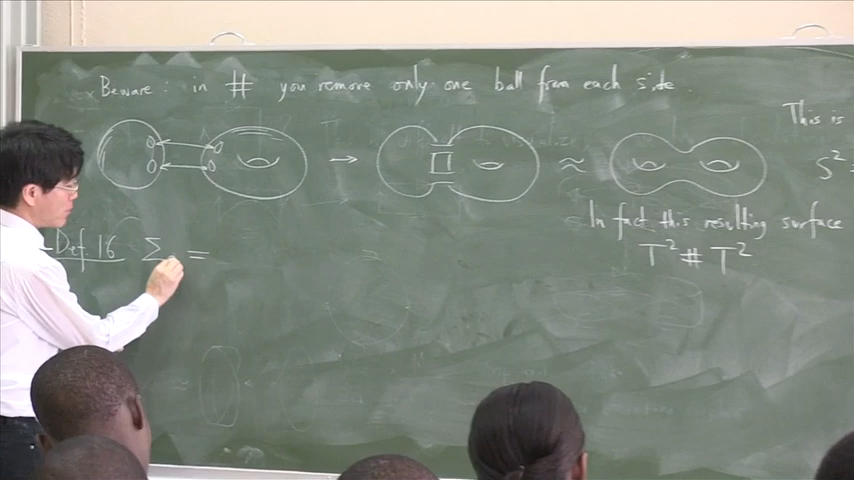 Beware : in # you remove only one ball from each side.
This is
S² =
In fact this resulting surface
T² # T²
Def 16 Σ =